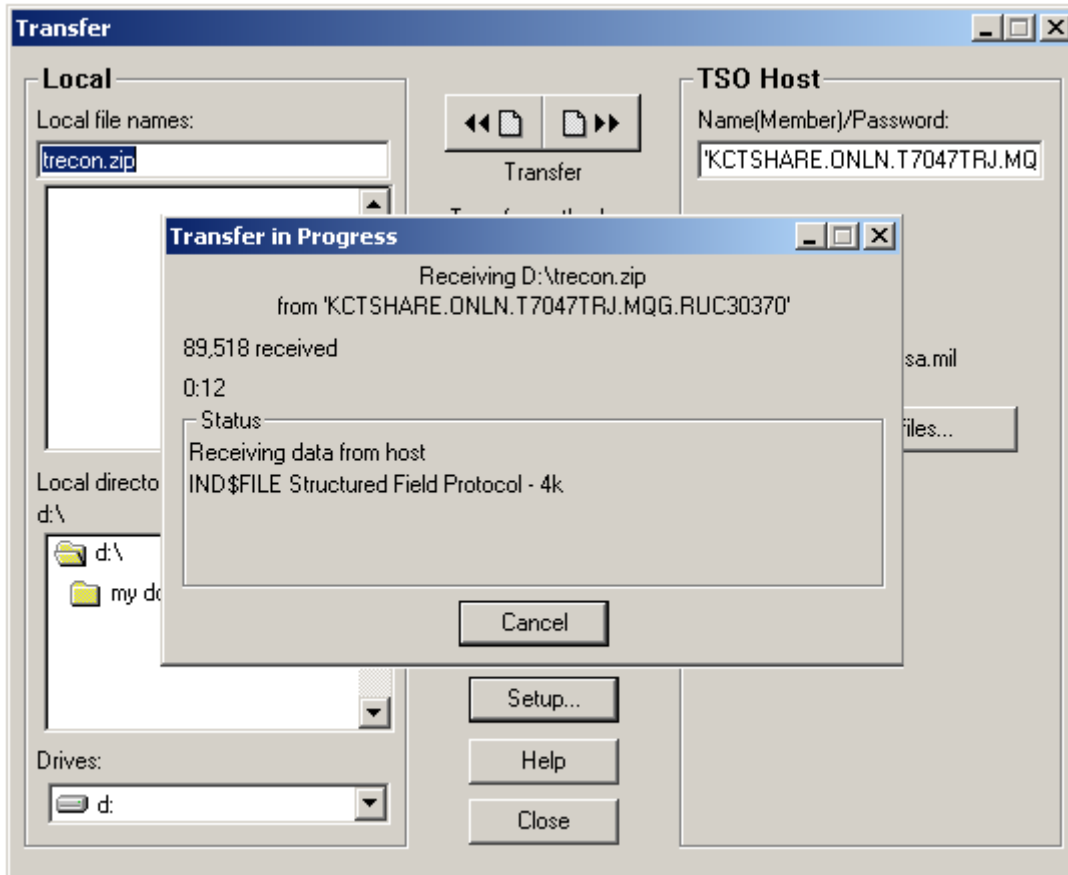 Transfer
Local
Local file names:
trecon.zip
Transfer
TSO Host
Name(Member)/Password:
'KCTSHARE.ONLN.T7047TRJ.MQ
Transfer in Progress
Receiving D:\trecon.zip
from 'KCTSHARE.ONLN.T7047TRJ.MQG.RUC30370'
89,518 received
0:12
Status
Receiving data from host
IND$FILE Structured Field Protocol - 4k
Cancel
sa.mil
files...
Local directo
d:\
d:\
my do
Drives:
d:
Setup...
Help
Close